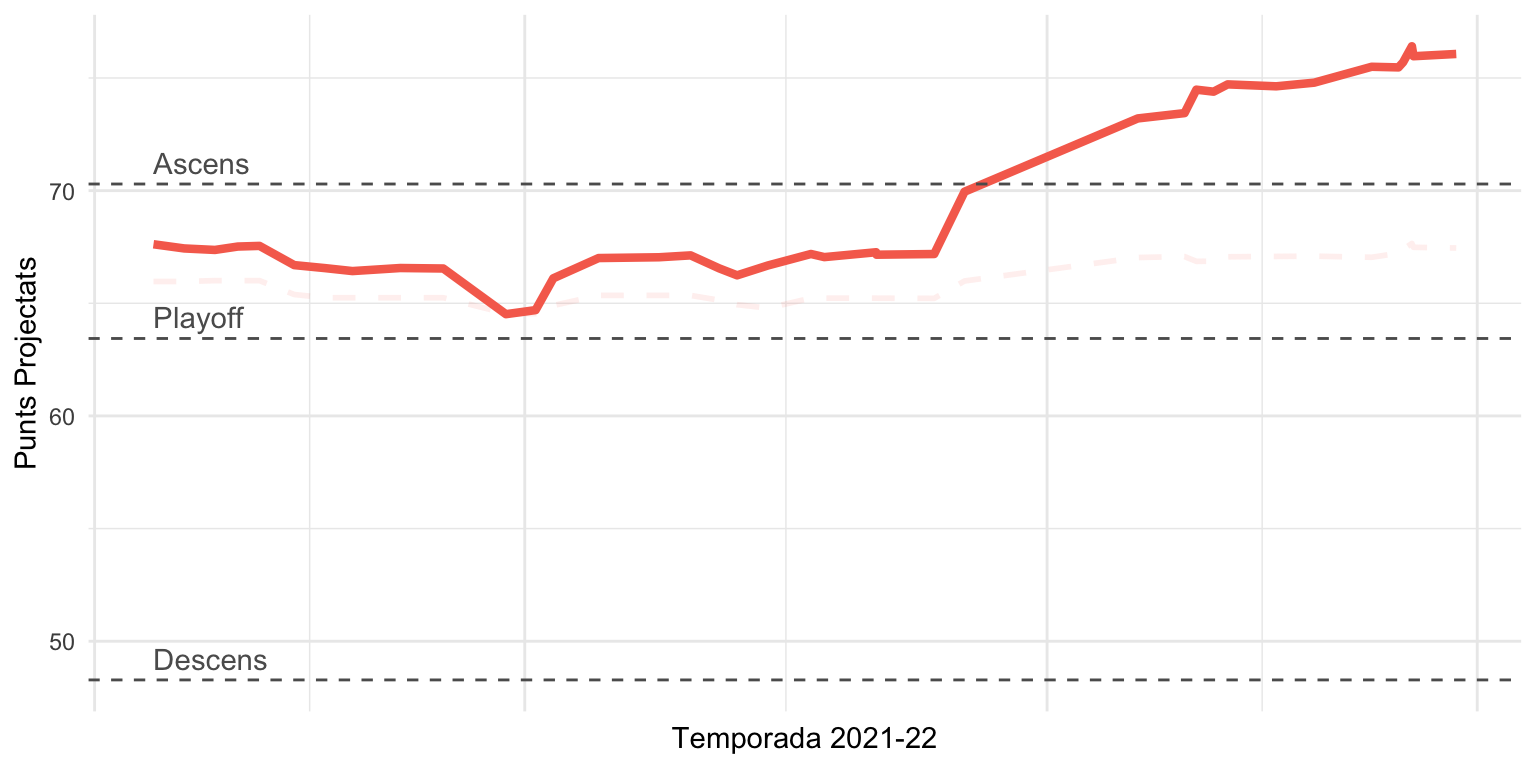 Ascens
70
Playoff
60
50
Descens
Punts Projectats
Temporada 2021-22